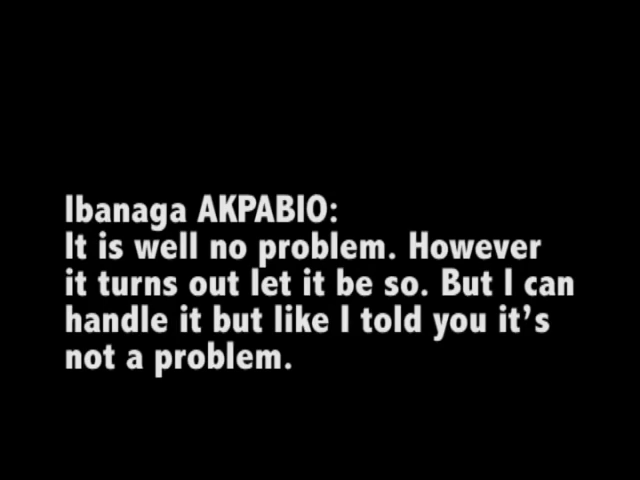 Ibanaga AKPABIO:
It is well no problem. However
it turns out let it be so. But I can
handle it but like I told you it’s
not a problem.